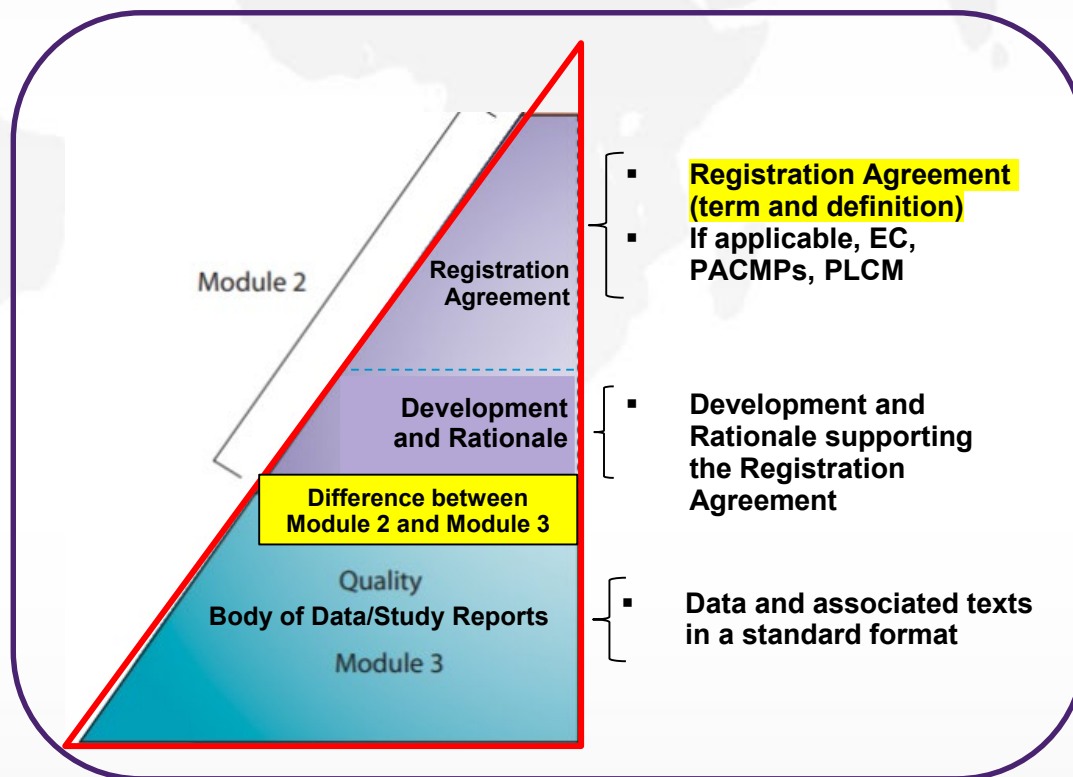 Module 2
Registration
Agreement
▪ Registration Agreement
(term and definition)
▪ If applicable, EC,
PACMPs, PLCM
Development
and Rationale
▪ Development and
Rationale supporting
the Registration
Agreement
Difference between
Module 2 and Module 3
Quality
Body of Data/Study Reports
Module 3
▪ Data and associated texts
in a standard format